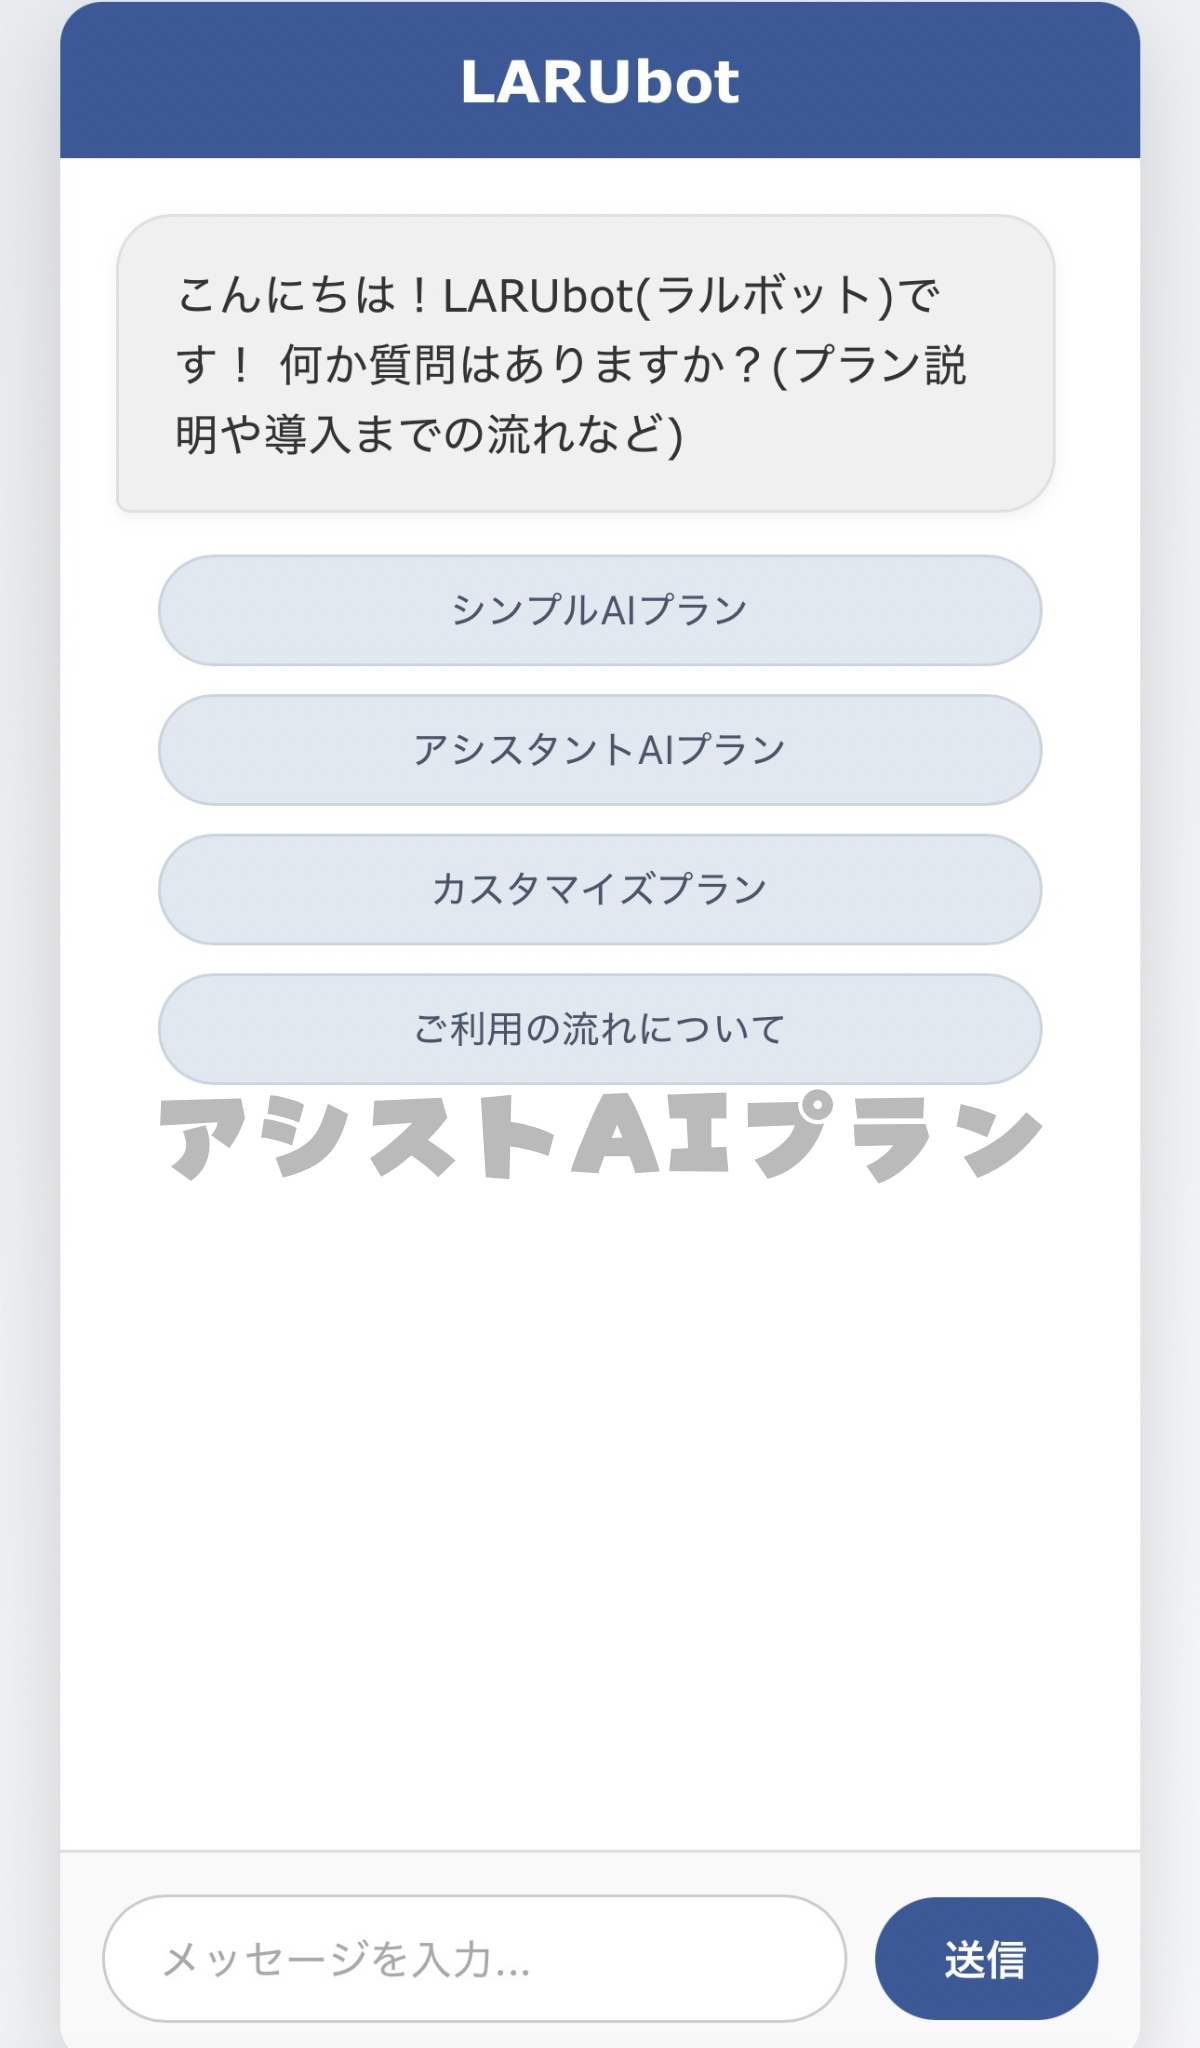 LARUbot
こんにちは！LARUbot(ラルボット)で
す！ 何か質問はありますか？(プラン説
明や導入までの流れなど)
シンプルAIプラン
アシスタントAIプラン
カスタマイズプラン
ご利用の流れについて
アシストAIプラン
メッセージを入力...
送信